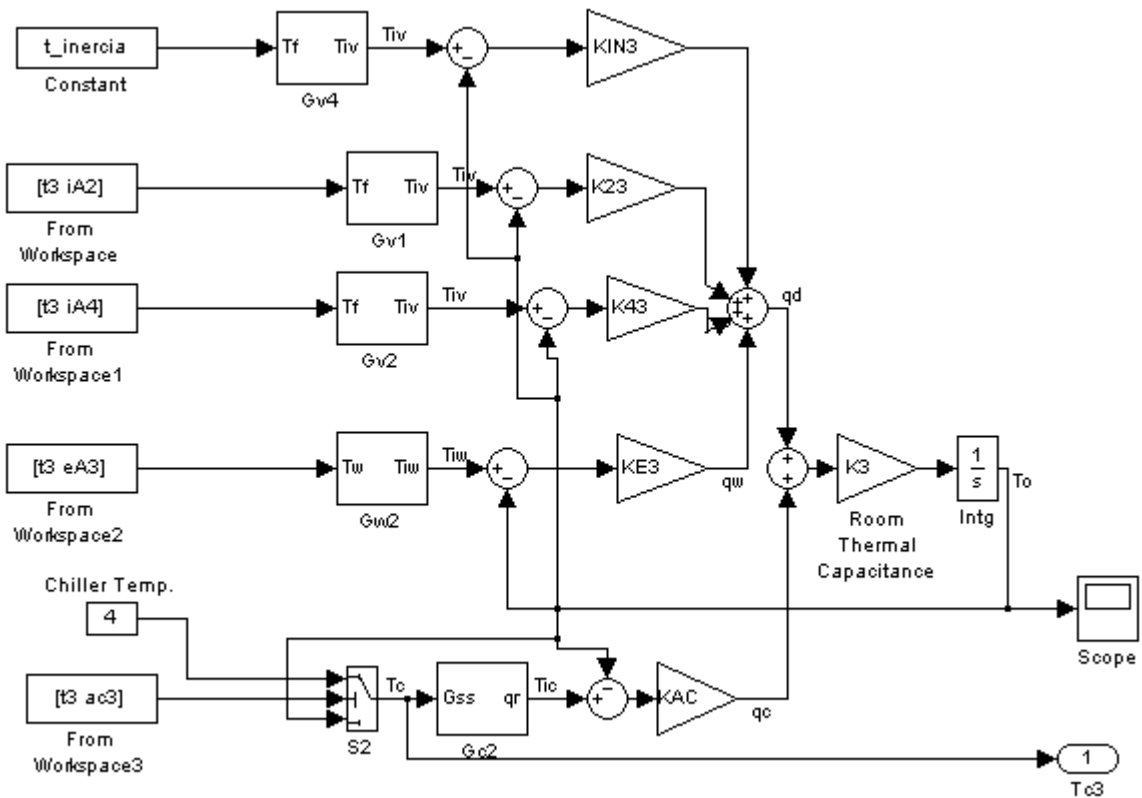 t_inercia
Constant
Tf
Tiv
Gv4
Tiv
+
−
KIN3
[t3 iA2]
From
Workspace
Tf
Tiv
Gv1
Tiv
+
−
K23
[t3 iA4]
From
Workspace1
Tf
Tiv
Gv2
Tiv
+
−
K43
+
+
+
+
qd
[t3 eA3]
From
Workspace2
Tw
Tiw
Gw2
Tiw
+
−
KE3
qw
+
+
K3
Room
Thermal
Capacitance
1
s
Intg
To
Scope
Chiller Temp.
4
[t3 ac3]
From
Workspace3
S2
Tc
Gss
qr
Gc2
Tic
+
−
KAC
qc
1
Tc3